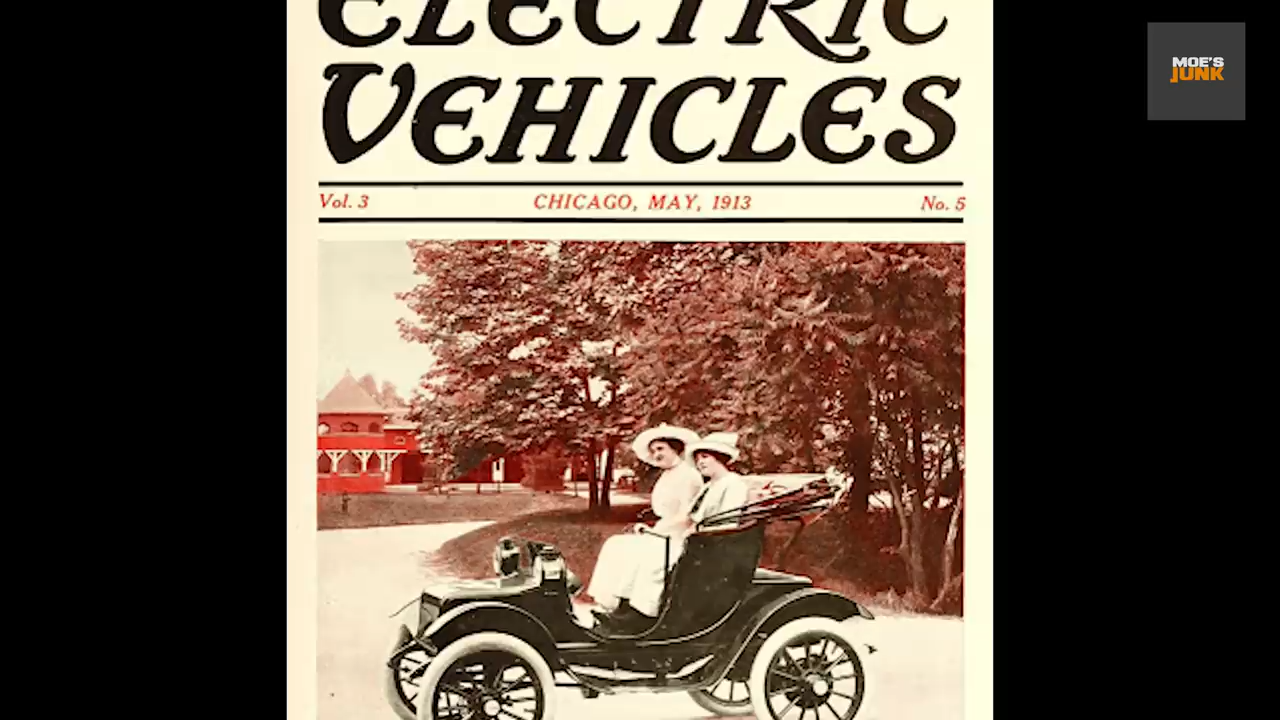 ELECTRIC
VEHICLES
Vol. 3
CHICAGO, MAY, 1913
No. 5
MOE'S
JUNK